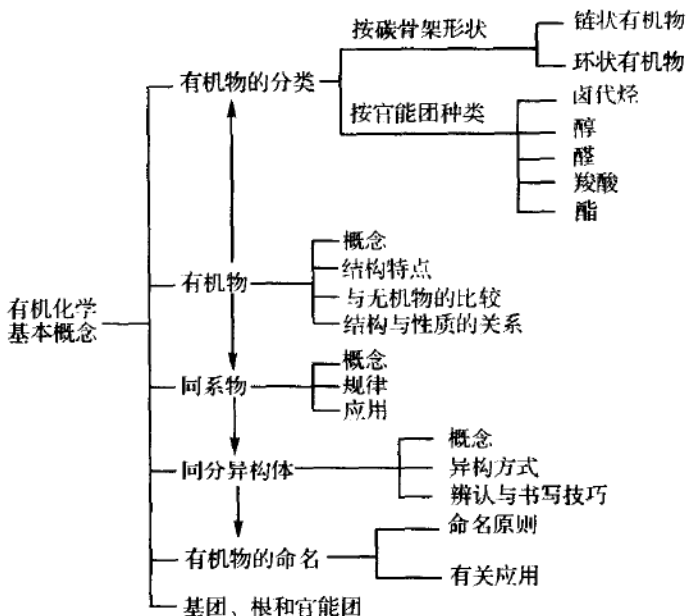 按碳骨架形状
链状有机物
环状有机物
有机物的分类
按官能团种类
卤代烃
醇
醛
羧酸
酯
概念
结构特点
有机物
与无机物的比较
结构与性质的关系
有机化学
基本概念
概念
同系物
规律
应用
概念
同分异构体
异构方式
辨认与书写技巧
命名原则
有机物的命名
有关应用
基团、根和官能团